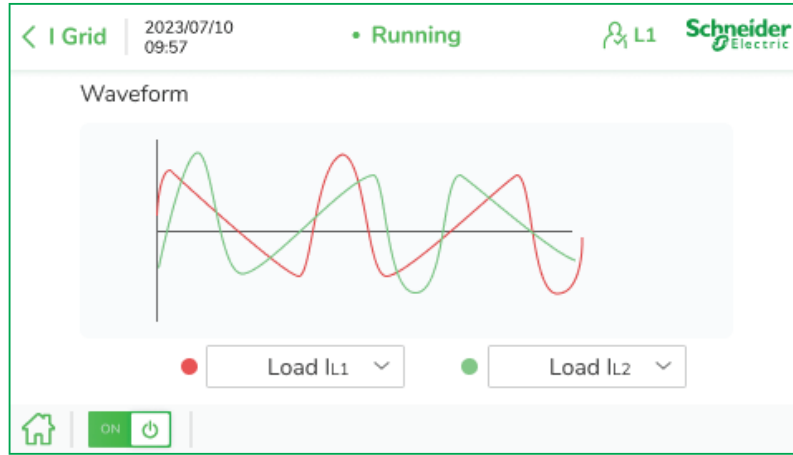 I Grid
2023/07/10
09:57
• Running
L1
Schneider
Electric
Waveform
Load IL1
Load IL2
ON